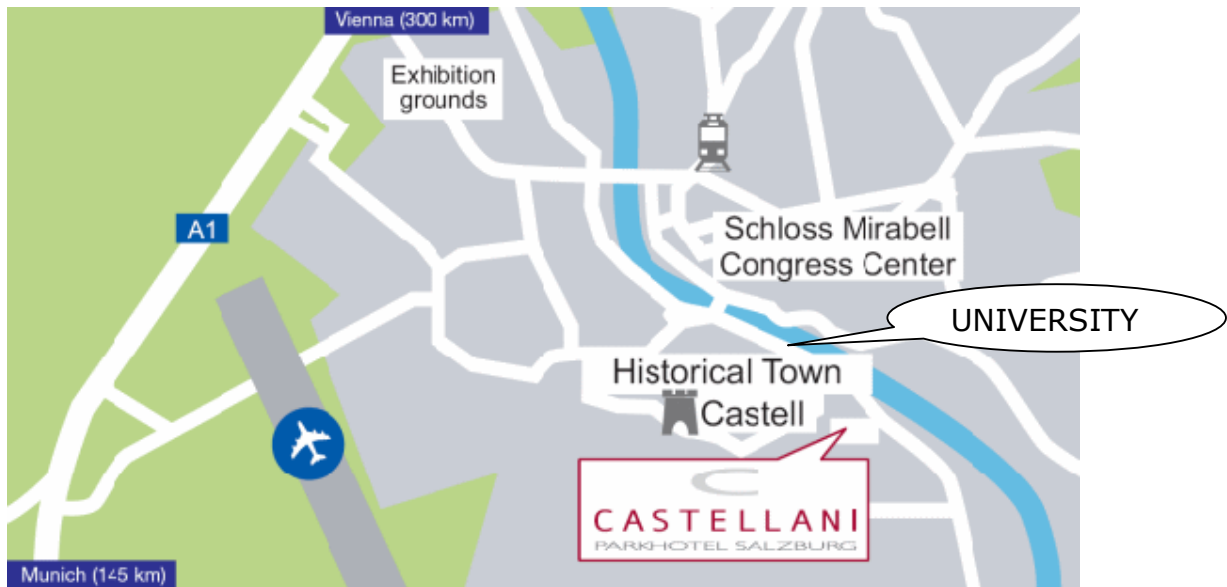 Vienna (300 km)
Exhibition
grounds
A1
Schloss Mirabell
Congress Center
UNIVERSITY
Historical Town
Castell
CASTELLANI
PARKHOTEL SALZBURG
Munich (145 km)